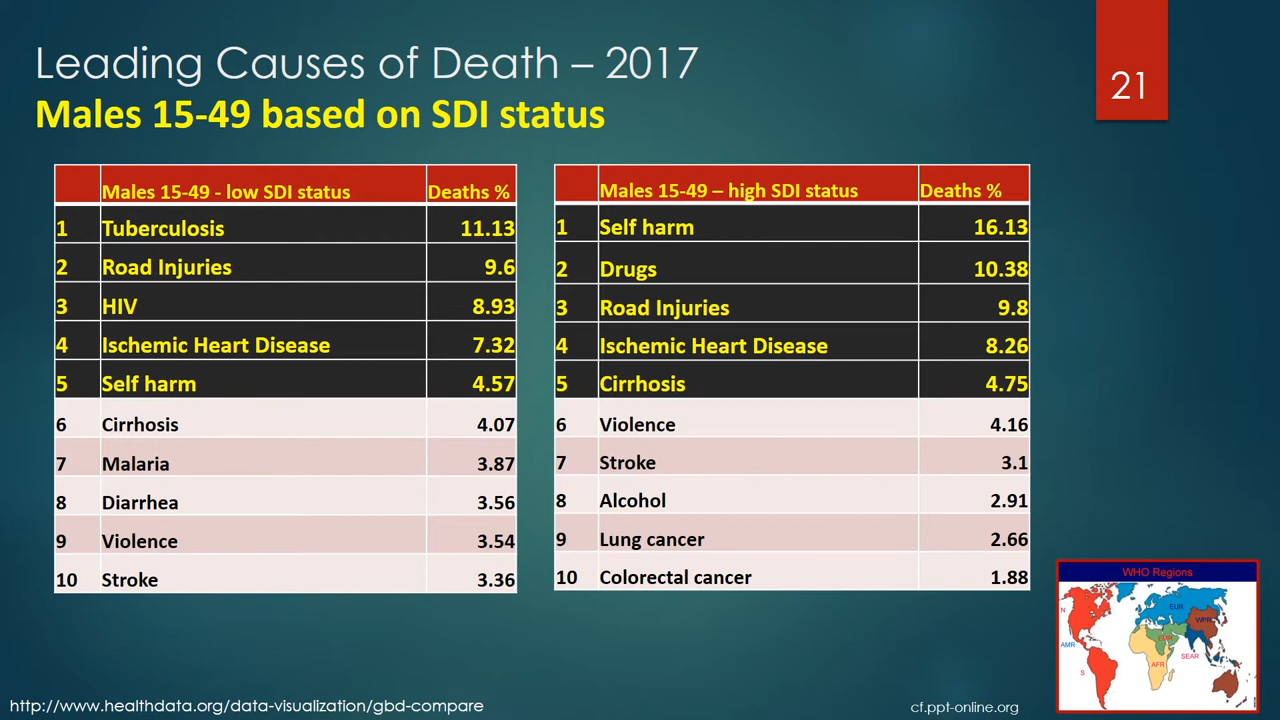 Leading Causes of Death – 2017
Males 15-49 based on SDI status
21
Males 15-49 - low SDI status Deaths %
1 Tuberculosis 11.13
2 Road Injuries 9.6
3 HIV 8.93
4 Ischemic Heart Disease 7.32
5 Self harm 4.57
6 Cirrhosis 4.07
7 Malaria 3.87
8 Diarrhea 3.56
9 Violence 3.54
10 Stroke 3.36
Males 15-49 – high SDI status Deaths %
1 Self harm 16.13
2 Drugs 10.38
3 Road Injuries 9.8
4 Ischemic Heart Disease 8.26
5 Cirrhosis 4.75
6 Violence 4.16
7 Stroke 3.1
8 Alcohol 2.91
9 Lung cancer 2.66
10 Colorectal cancer 1.88
WHO Regions
N
EUR
WPR
EMR
AMR
SEAR
AFR
S
http://www.healthdata.org/data-visualization/gbd-compare
cf.ppt-online.org